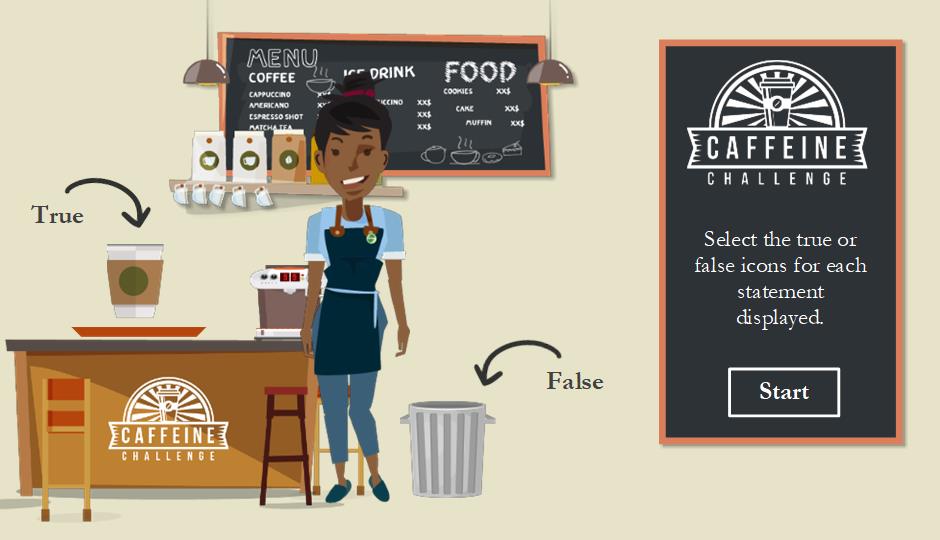 MENU
COFFEE
CAPPUCCINO
AMERICANO
ESPRESSO SHOT
MATCHA TEA
ICE DRINK
XX$
XX$
XX$
FOOD
COOKIES XX$
CAKE XX$
MUFFIN XX$
True
False
CAFFEINE
CHALLENGE
CAFFEINE
CHALLENGE
Select the true or
false icons for each
statement
displayed.
Start